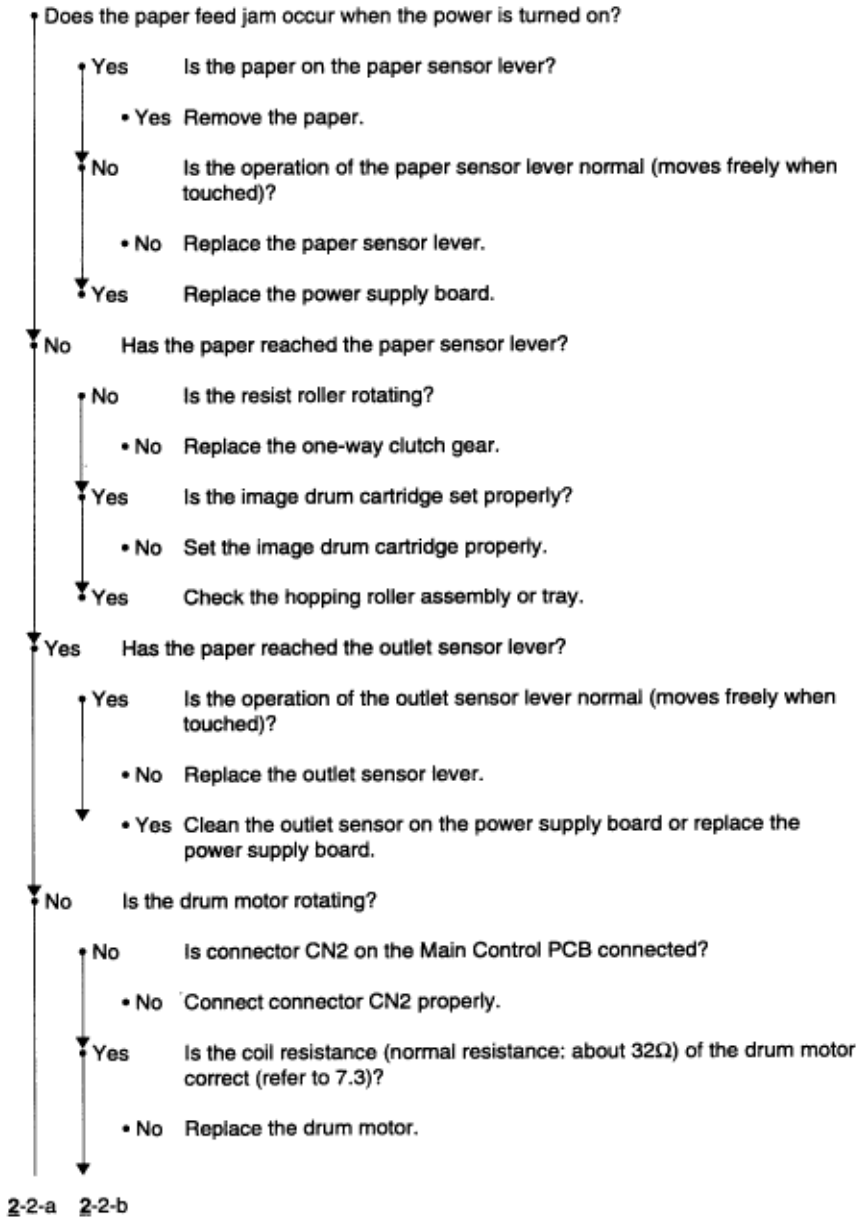 • Does the paper feed jam occur when the power is turned on?
• Yes Is the paper on the paper sensor lever?
• Yes Remove the paper.
• No Is the operation of the paper sensor lever normal (moves freely when
touched)?
• No Replace the paper sensor lever.
• Yes Replace the power supply board.
• No Has the paper reached the paper sensor lever?
• No Is the resist roller rotating?
• No Replace the one-way clutch gear.
• Yes Is the image drum cartridge set properly?
• No Set the image drum cartridge properly.
• Yes Check the hopping roller assembly or tray.
• Yes Has the paper reached the outlet sensor lever?
• Yes Is the operation of the outlet sensor lever normal (moves freely when
touched)?
• No Replace the outlet sensor lever.
• Yes Clean the outlet sensor on the power supply board or replace the
power supply board.
• No Is the drum motor rotating?
• No Is connector CN2 on the Main Control PCB connected?
• No Connect connector CN2 properly.
• Yes Is the coil resistance (normal resistance: about 32Ω) of the drum motor
correct (refer to 7.3)?
• No Replace the drum motor.
2-2-a 2-2-b